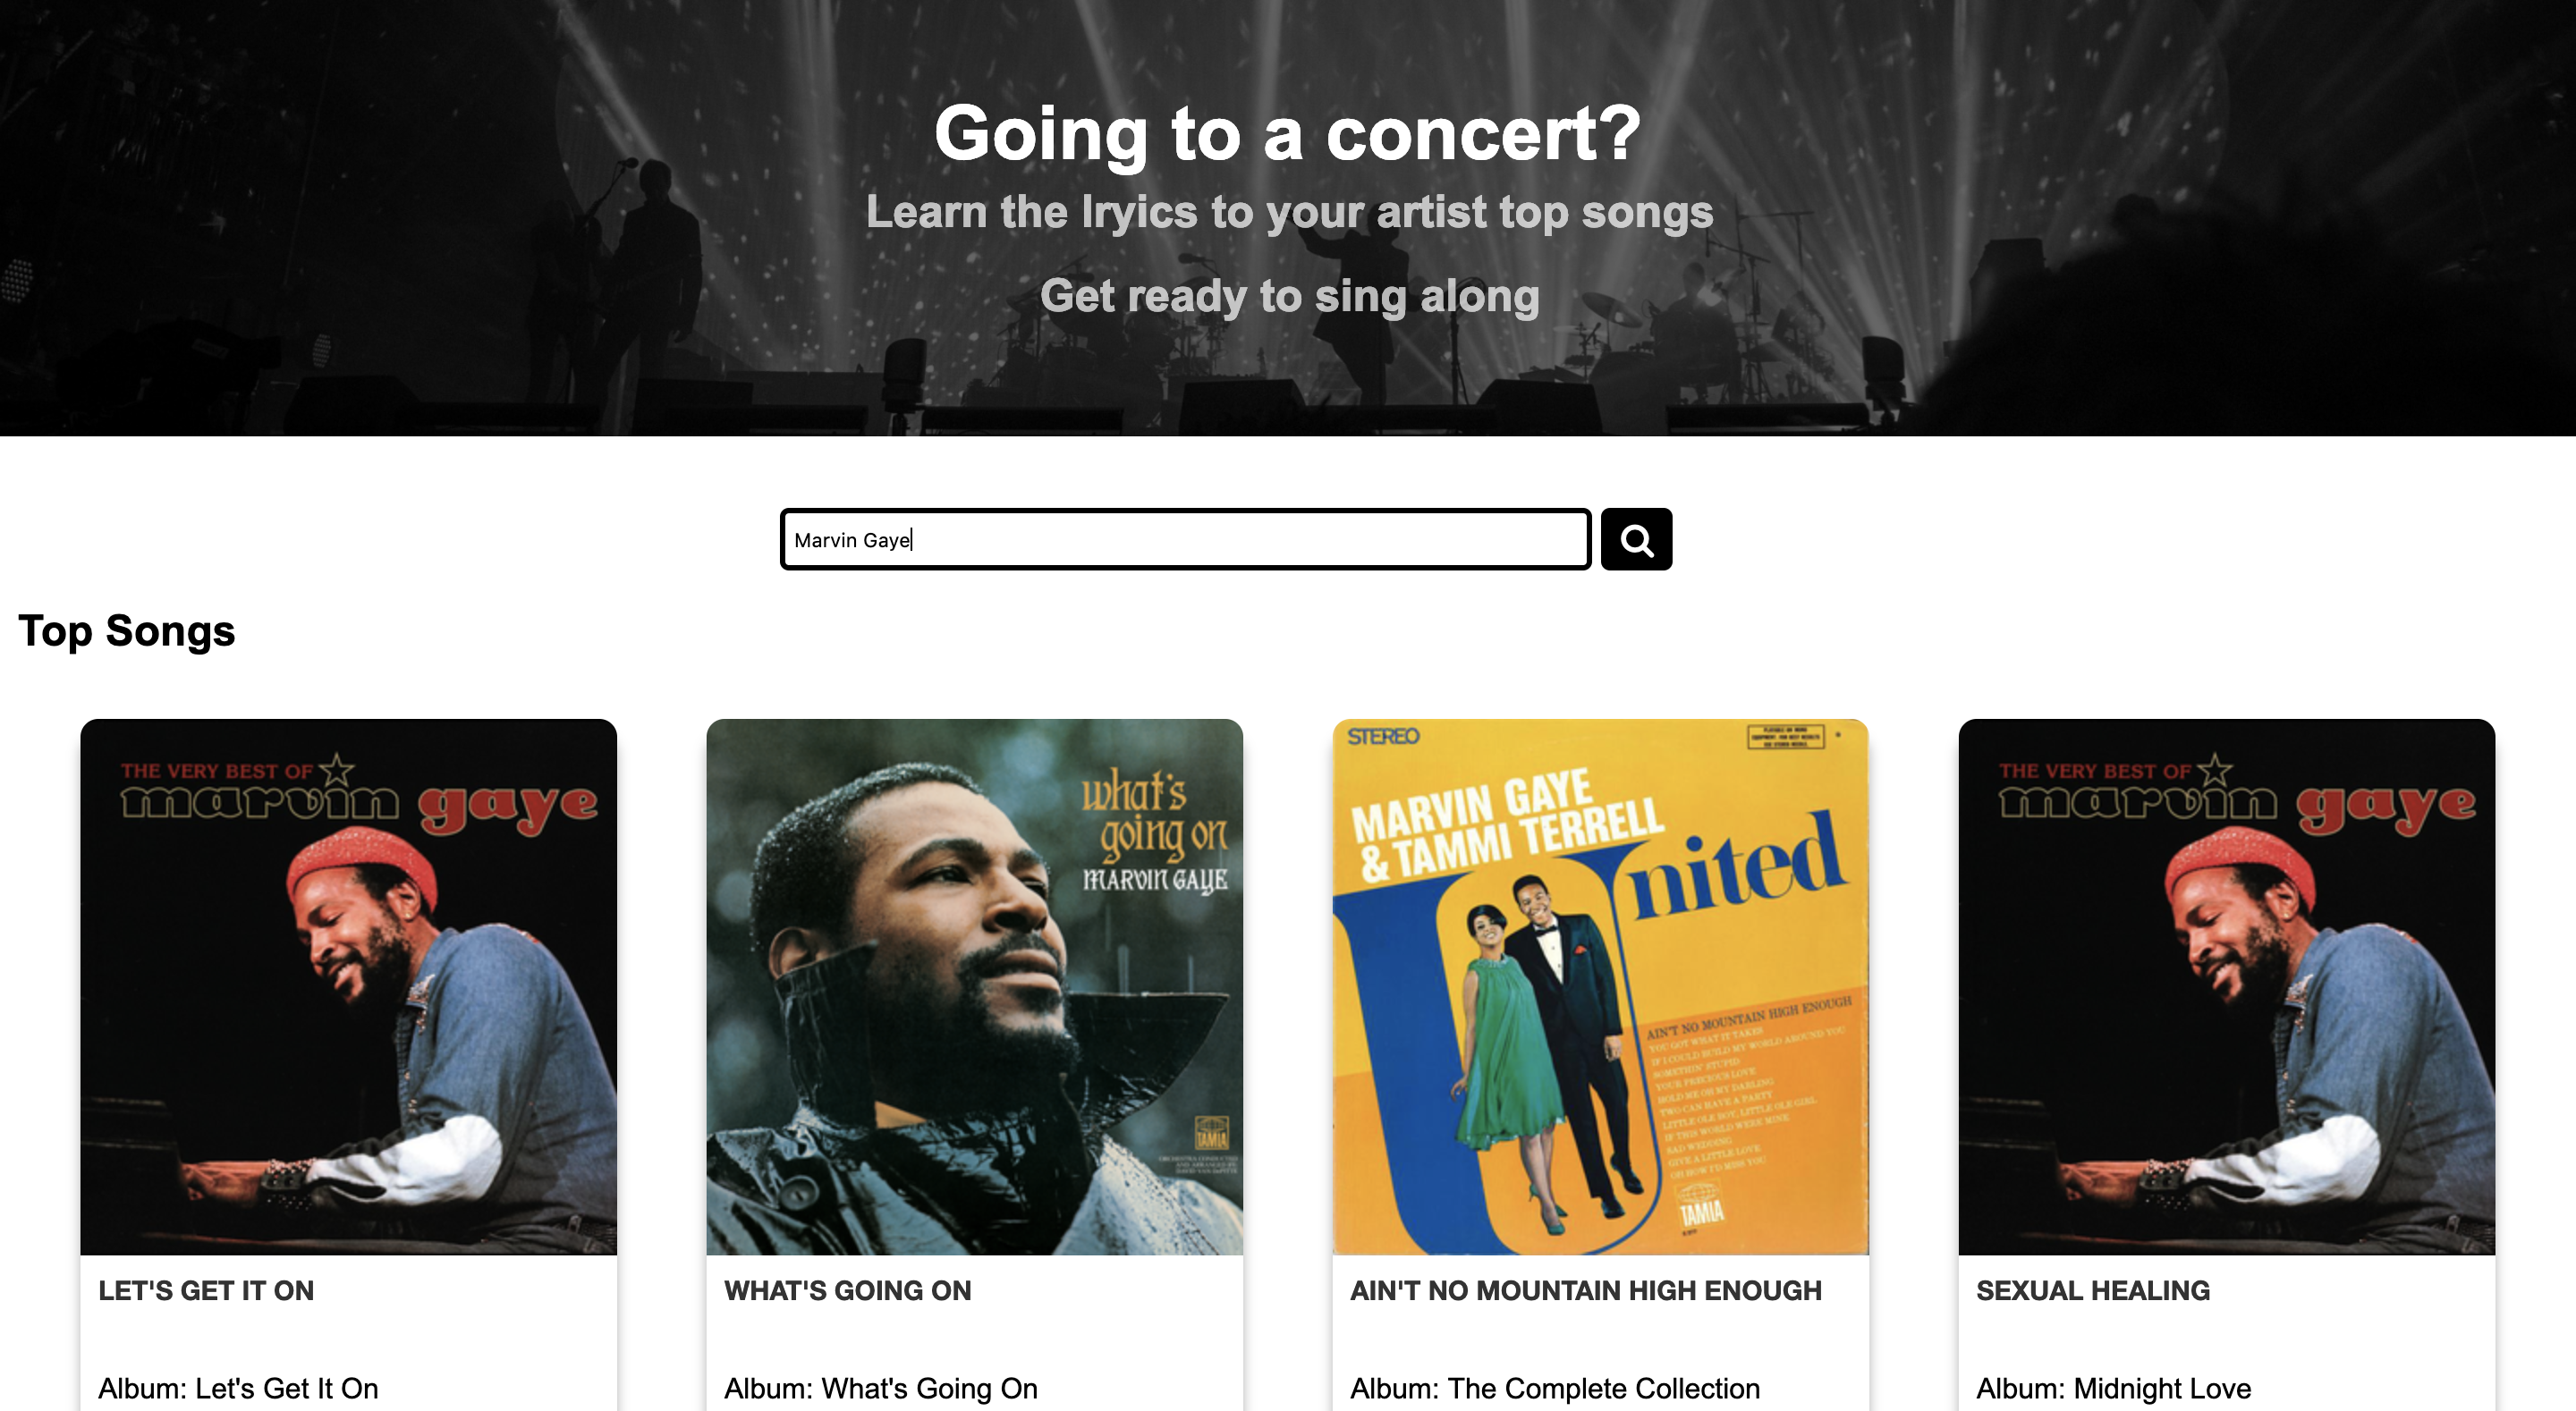 Going to a concert?
Learn the lryics to your artist top songs
Get ready to sing along
Marvin Gaye
Top Songs
THE VERY BEST OF
marvin gaye
what's
going on
MARVIN GAYE
TAMLA
STEREO
MARVIN GAYE
& TAMMI TERRELL
United
AIN'T NO MOUNTAIN HIGH ENOUGH
YOU GOT WHAT IT TAKES
IF I COULD BUILD MY WORLD AROUND YOU
SOMETHIN' STUPID
YOUR PRECIOUS LOVE
HOLD ME OH MY DARLING
TWO CAN HAVE A PARTY
LITTLE OLE BOY, LITTLE OLE GIRL
IF THIS WORLD WERE MINE
SAD WEDDING
GIVE A LITTLE LOVE
OH HOW I'D MISS YOU
TAMLA
THE VERY BEST OF
marvin gaye
LET'S GET IT ON
WHAT'S GOING ON
AIN'T NO MOUNTAIN HIGH ENOUGH
SEXUAL HEALING
Album: Let's Get It On
Album: What's Going On
Album: The Complete Collection
Album: Midnight Love